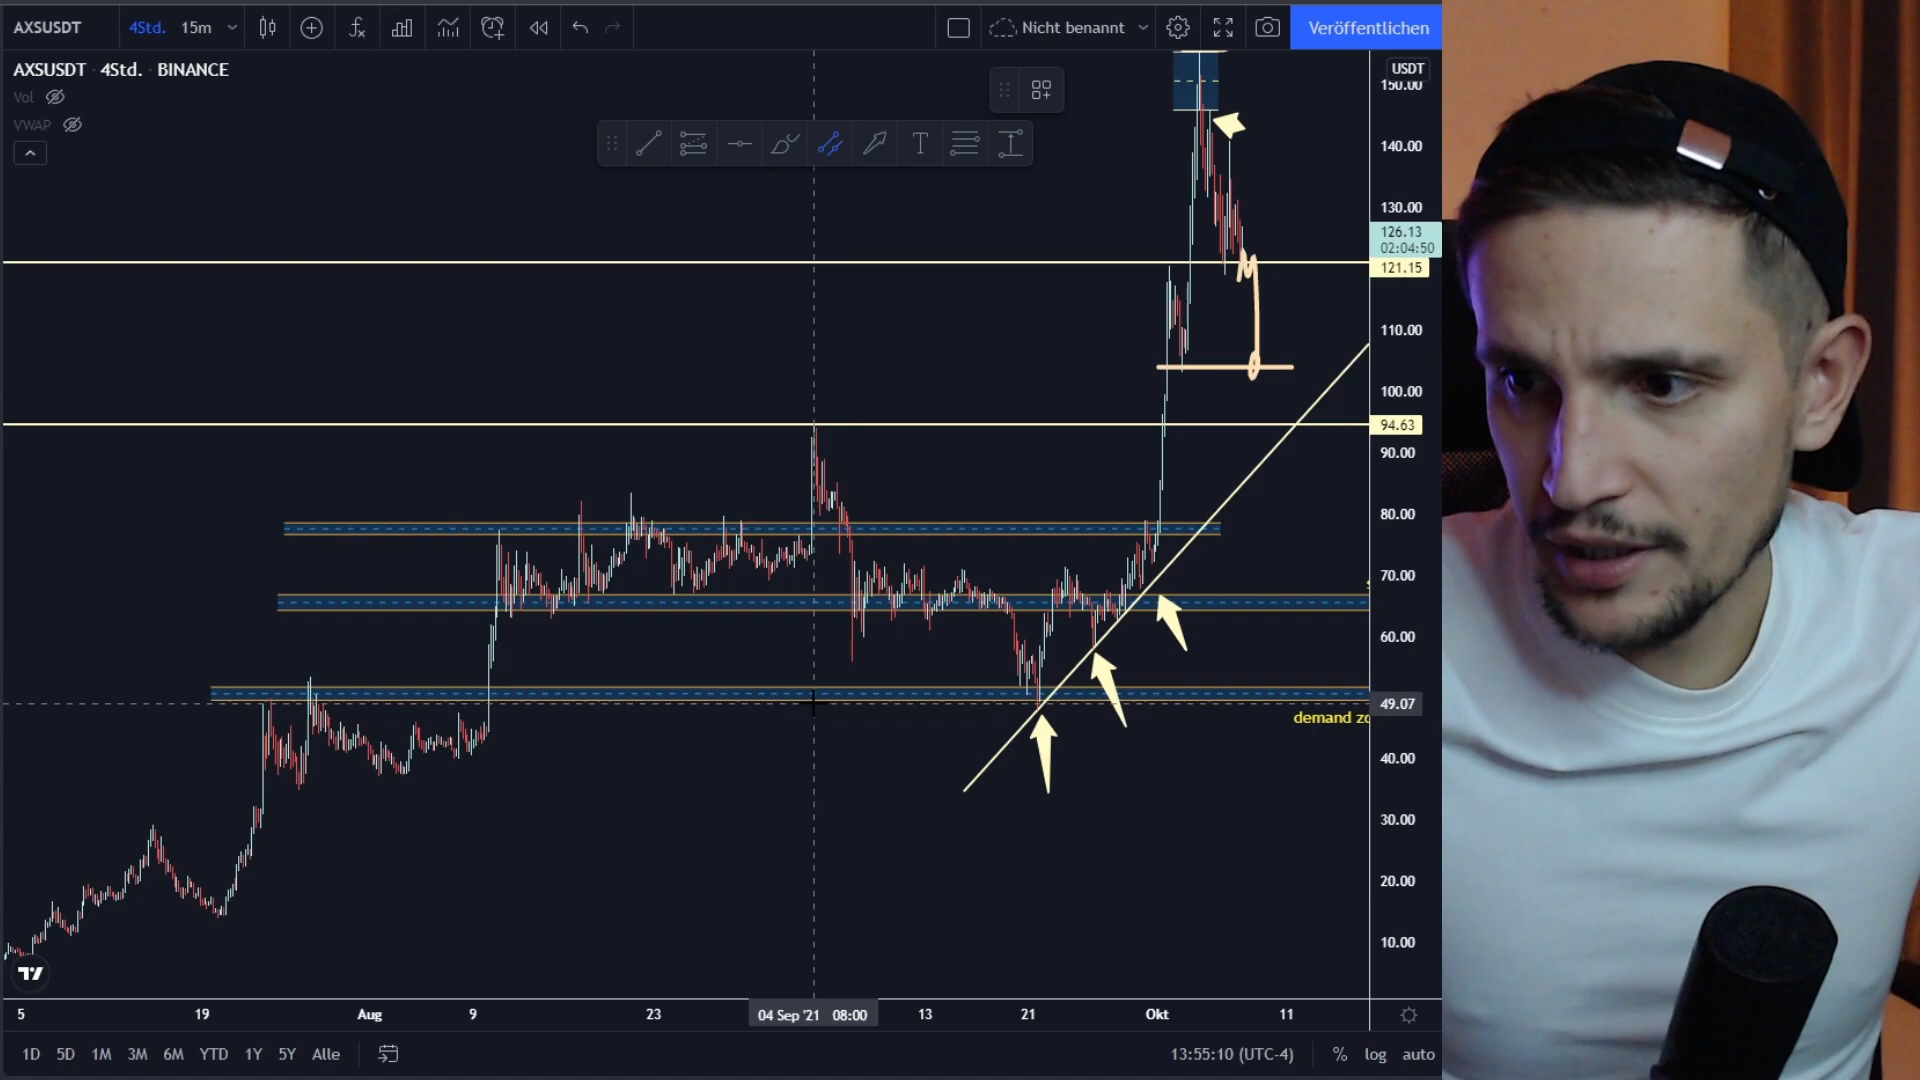 AXSUSDT 4Std. 15m Nicht benannt Veröffentlichen
AXSUSDT · 4Std. · BINANCE
Vol
VWAP
USDT
150.00
140.00
130.00
126.13
02:04:50
121.15
110.00
100.00
94.63
90.00
80.00
70.00
60.00
49.07
demand zo
40.00
30.00
20.00
10.00
5 19 Aug 9 23 04 Sep '21 08:00 13 21 Okt 11
1D 5D 1M 3M 6M YTD 1Y 5Y Alle 13:55:10 (UTC-4) % log auto